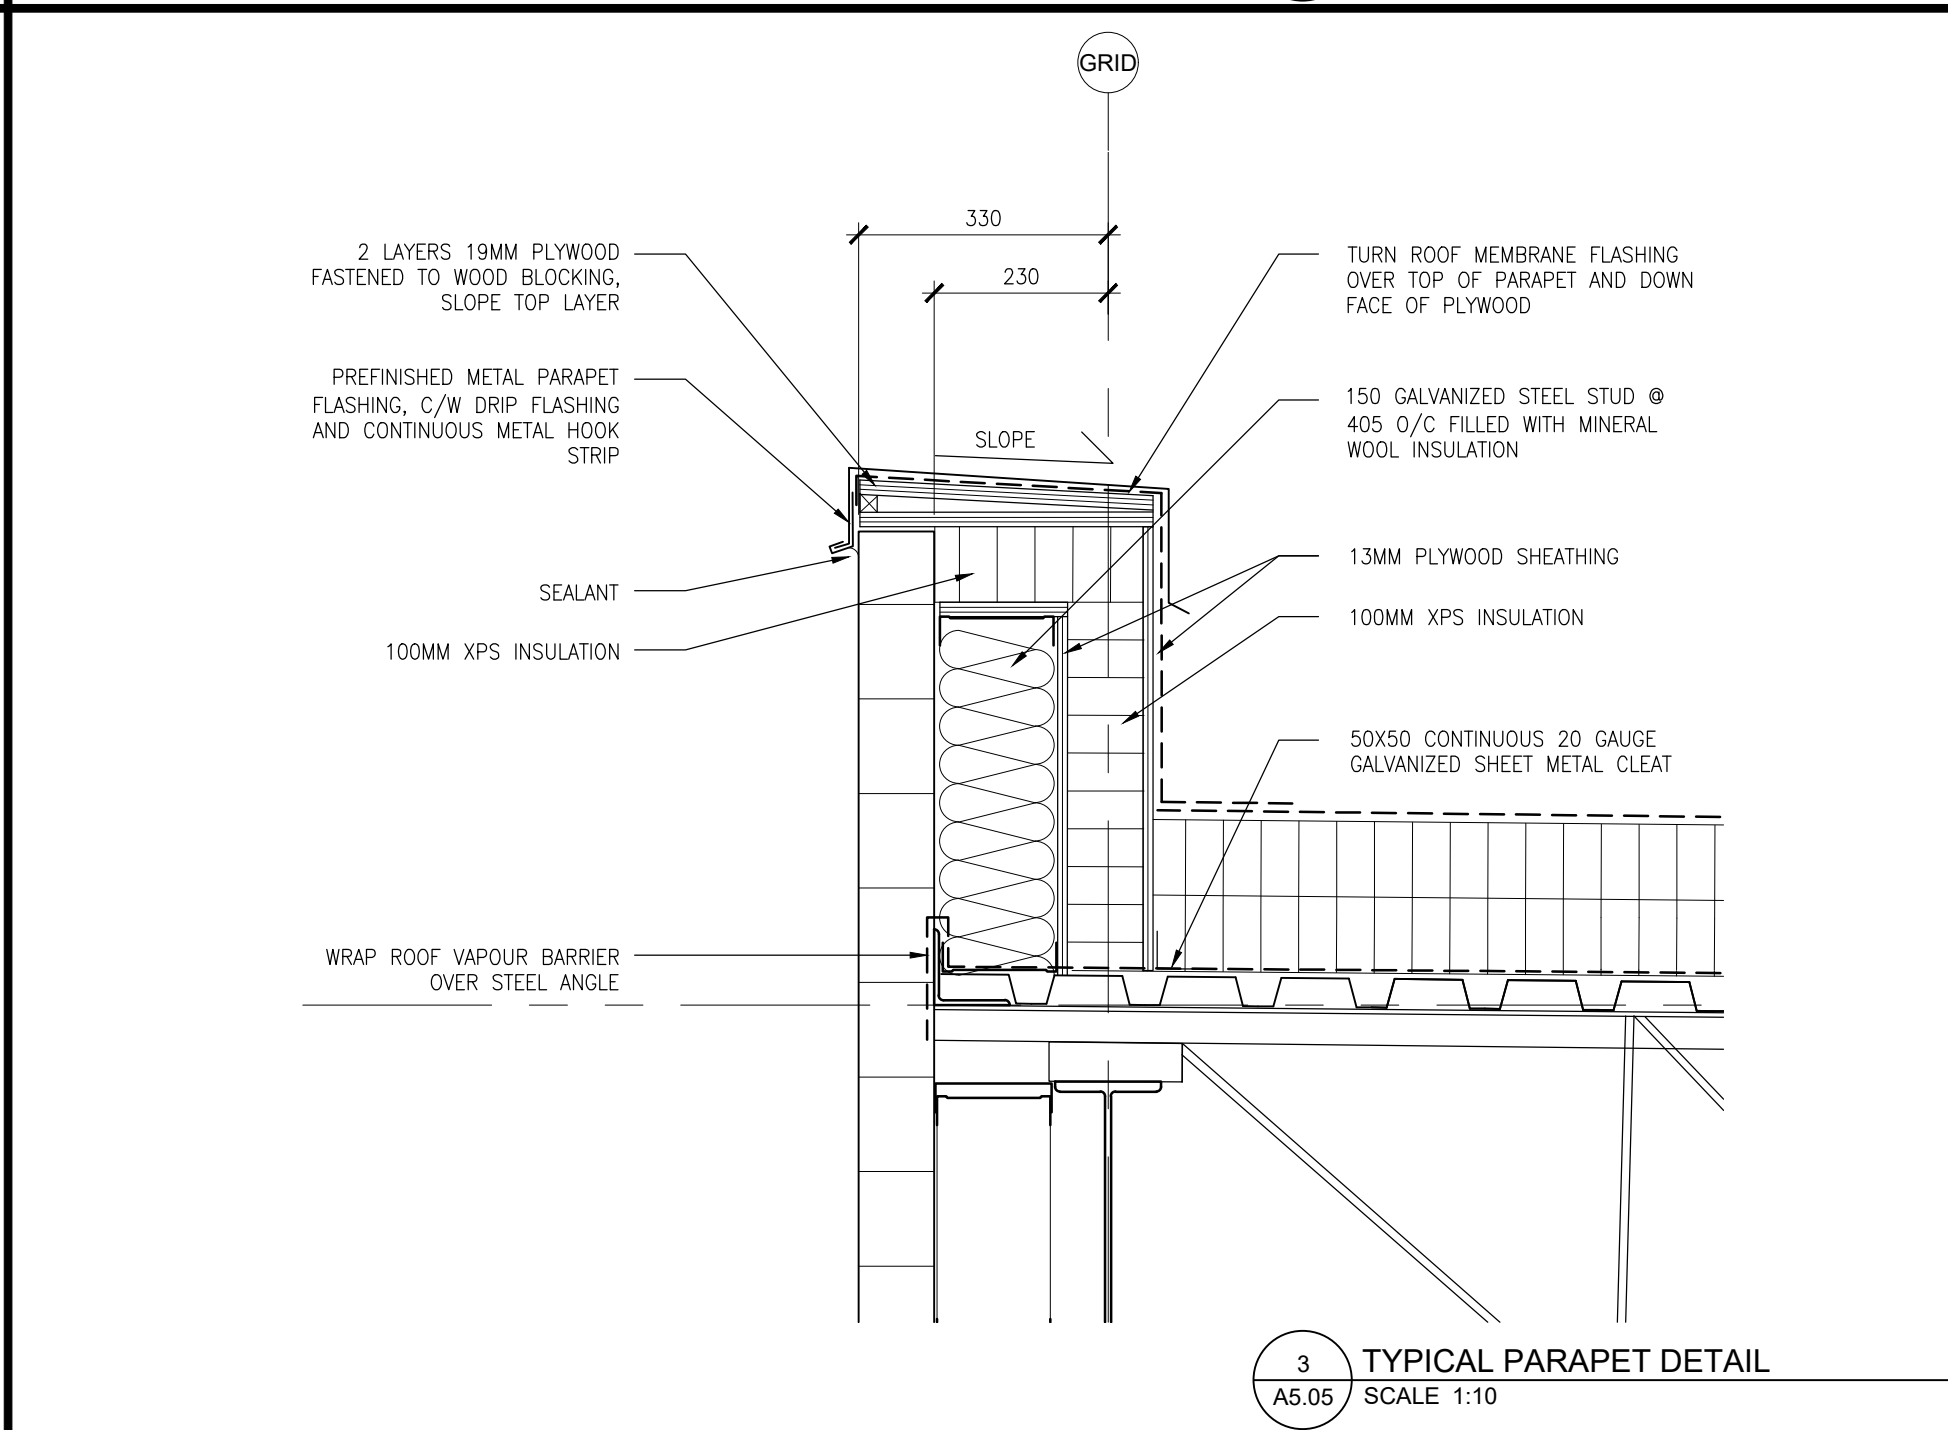 GRID
330
230
2 LAYERS 19MM PLYWOOD
FASTENED TO WOOD BLOCKING,
SLOPE TOP LAYER
PREFINISHED METAL PARAPET
FLASHING, C/W DRIP FLASHING
AND CONTINUOUS METAL HOOK
STRIP
SEALANT
100MM XPS INSULATION
WRAP ROOF VAPOUR BARRIER
OVER STEEL ANGLE
SLOPE
TURN ROOF MEMBRANE FLASHING
OVER TOP OF PARAPET AND DOWN
FACE OF PLYWOOD
150 GALVANIZED STEEL STUD @
405 O/C FILLED WITH MINERAL
WOOL INSULATION
13MM PLYWOOD SHEATHING
100MM XPS INSULATION
50X50 CONTINUOUS 20 GAUGE
GALVANIZED SHEET METAL CLEAT
3
A5.05
TYPICAL PARAPET DETAIL
SCALE 1:10